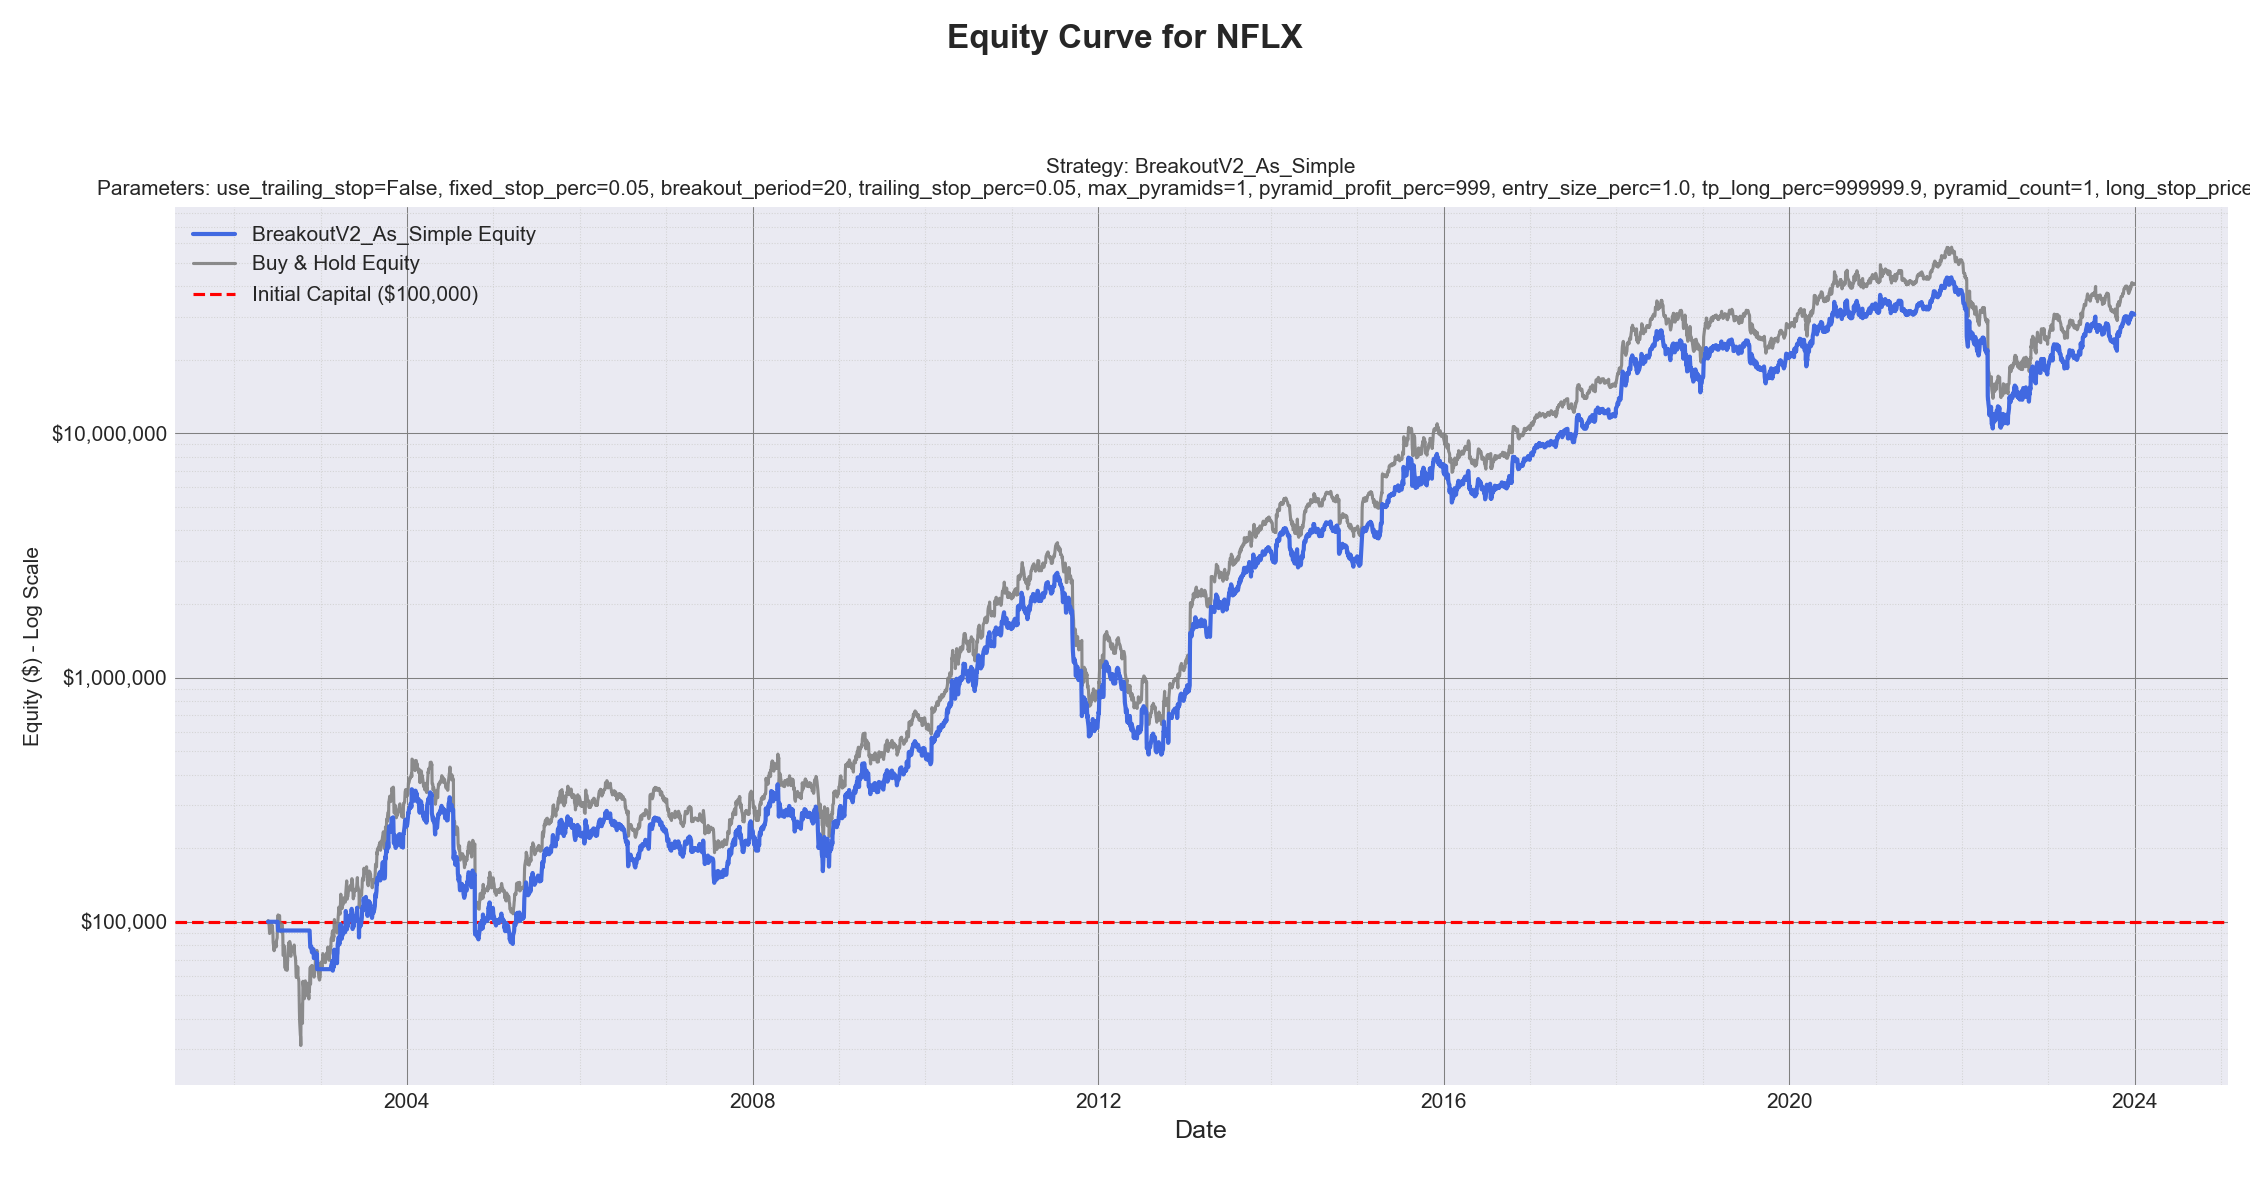 Equity Curve for NFLX
Strategy: BreakoutV2_As_Simple
Parameters: use_trailing_stop=False, fixed_stop_perc=0.05, breakout_period=20, trailing_stop_perc=0.05, max_pyramids=1, pyramid_profit_perc=999, entry_size_perc=1.0, tp_long_perc=999999.9, pyramid_count=1, long_stop_price
BreakoutV2_As_Simple Equity
Buy & Hold Equity
Initial Capital ($100,000)
Equity ($) - Log Scale
$10,000,000
$1,000,000
$100,000
2004
2008
2012
2016
2020
2024
Date